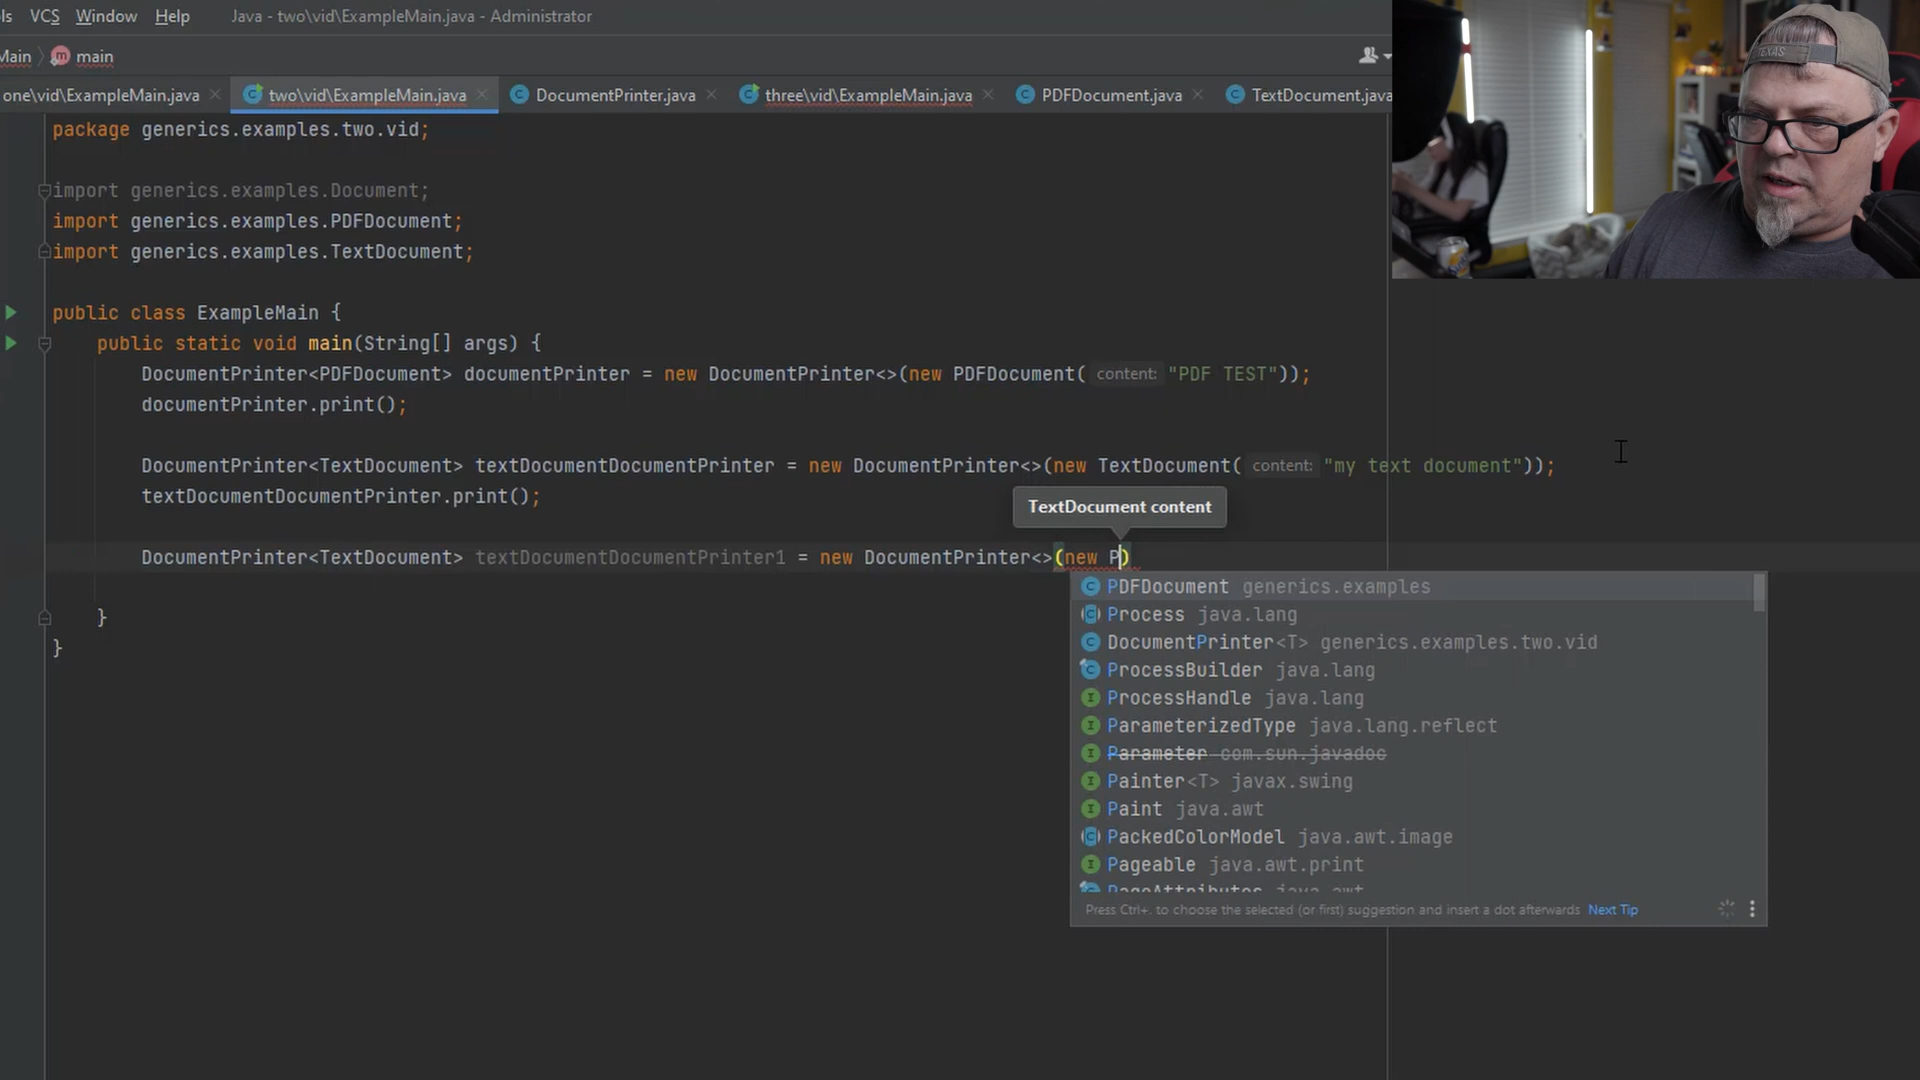 ls VCS Window Help Java - two\vid\ExampleMain.java - Administrator
Main main
one\vid\ExampleMain.java two\vid\ExampleMain.java DocumentPrinter.java three\vid\ExampleMain.java PDFDocument.java TextDocument.java
TEXAS
package generics.examples.two.vid;
import generics.examples.Document;
import generics.examples.PDFDocument;
import generics.examples.TextDocument;
public class ExampleMain {
public static void main(String[] args) {
DocumentPrinter<PDFDocument> documentPrinter = new DocumentPrinter<>(new PDFDocument( content: "PDF TEST"));
documentPrinter.print();
DocumentPrinter<TextDocument> textDocumentDocumentPrinter = new DocumentPrinter<>(new TextDocument( content: "my text document"));
textDocumentDocumentPrinter.print();
TextDocument content
DocumentPrinter<TextDocument> textDocumentDocumentPrinter1 = new DocumentPrinter<>(new P)
PDFDocument generics.examples
Process java.lang
DocumentPrinter<T> generics.examples.two.vid
ProcessBuilder java.lang
ProcessHandle java.lang
ParameterizedType java.lang.reflect
Parameter com.sun.javadoc
Painter<T> javax.swing
Paint java.awt
PackedColorModel java.awt.image
Pageable java.awt.print
PageAttributes java.awt
Press Ctrl+. to choose the selected (or first) suggestion and insert a dot afterwards Next Tip
}
}